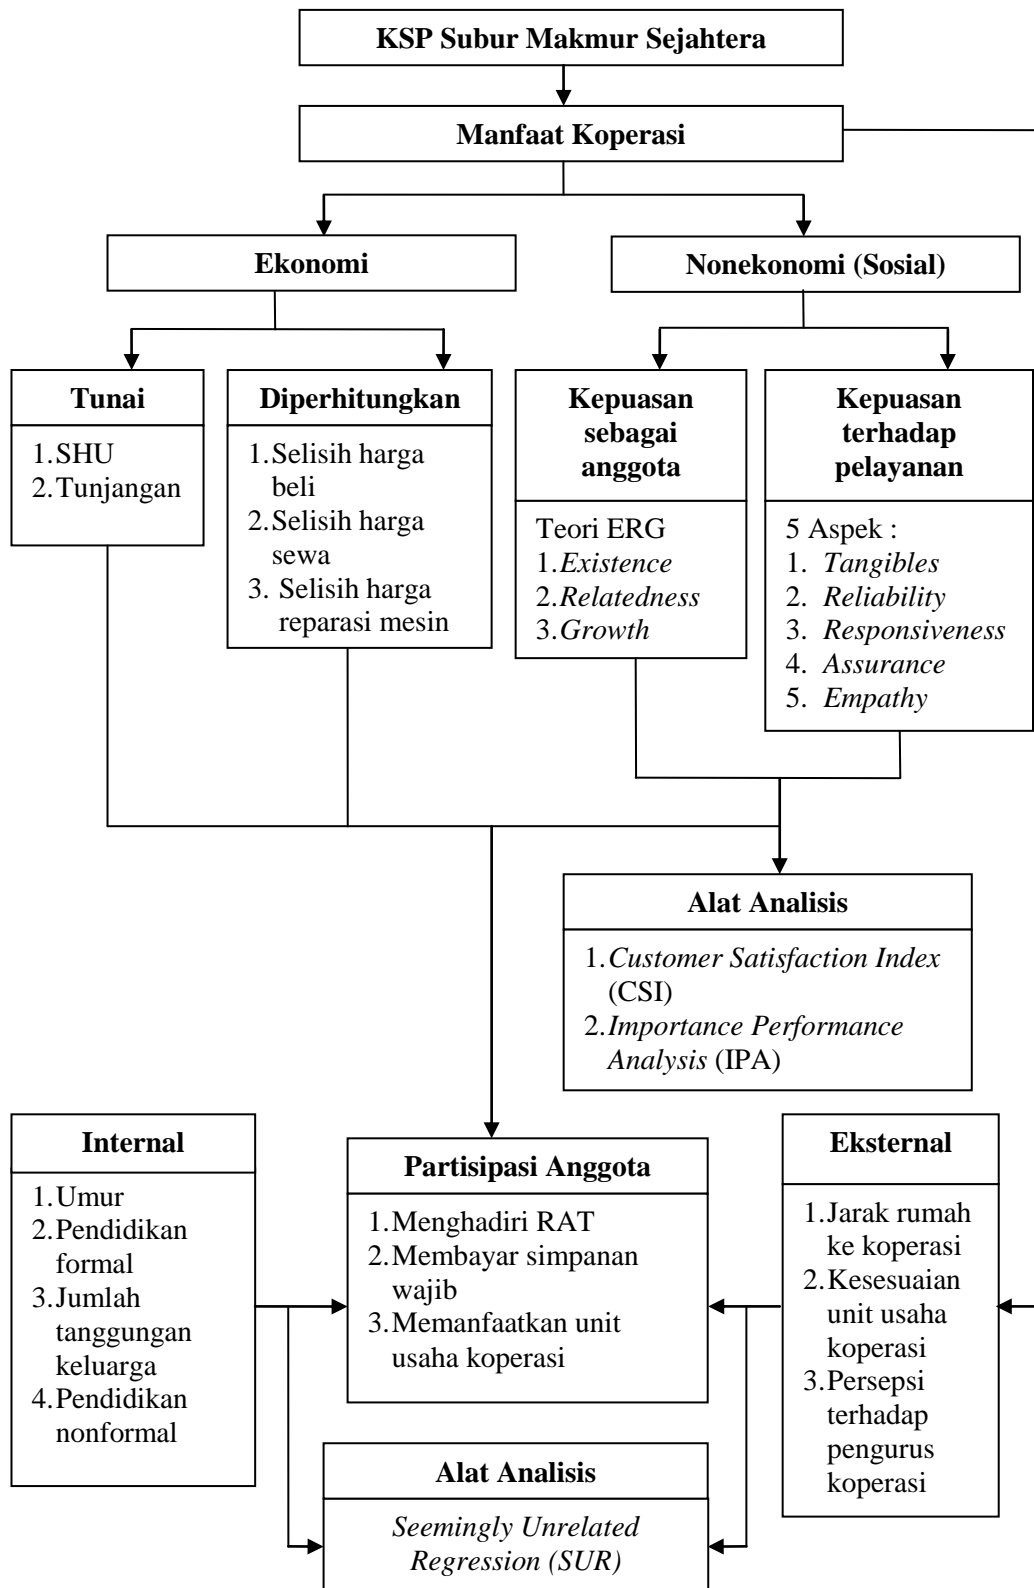 KSP Subur Makmur Sejahtera
Manfaat Koperasi
Ekonomi
Nonekonomi (Sosial)
Tunai
1.SHU
2.Tunjangan
Diperhitungkan
1.Selisih harga
beli
2.Selisih harga
sewa
3. Selisih harga
reparasi mesin
Kepuasan
sebagai
anggota
Teori ERG
1.Existence
2.Relatedness
3.Growth
Kepuasan
terhadap
pelayanan
5 Aspek :
1. Tangibles
2. Reliability
3. Responsiveness
4. Assurance
5. Empathy
Alat Analisis
1.Customer Satisfaction Index
(CSI)
2.Importance Performance
Analysis (IPA)
Internal
1.Umur
2.Pendidikan
formal
3.Jumlah
tanggungan
keluarga
4.Pendidikan
nonformal
Partisipasi Anggota
1.Menghadiri RAT
2.Membayar simpanan
wajib
3.Memanfaatkan unit
usaha koperasi
Eksternal
1.Jarak rumah
ke koperasi
2.Kesesuaian
unit usaha
koperasi
3.Persepsi
terhadap
pengurus
koperasi
Alat Analisis
Seemingly Unrelated
Regression (SUR)